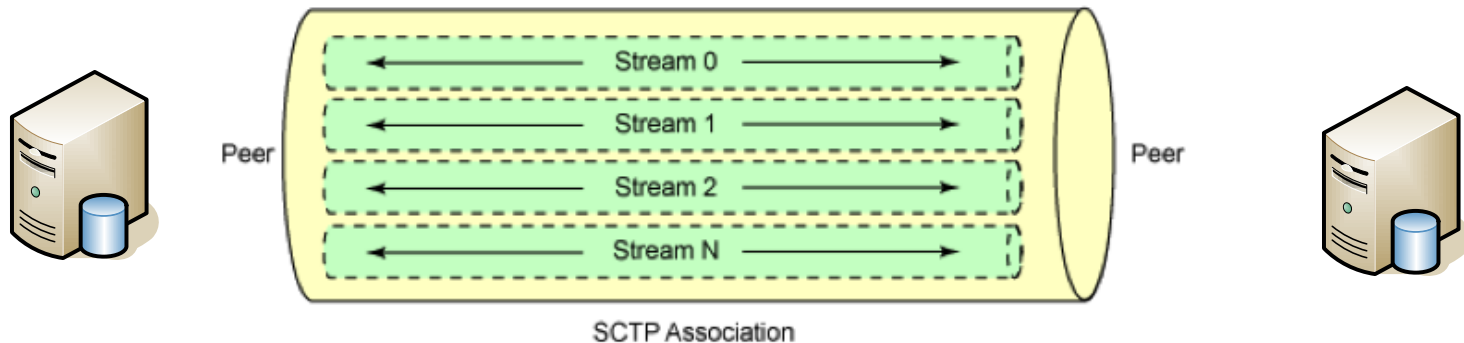 Stream 0
Stream 1
Peer
Peer
Stream 2
Stream N
SCTP Association